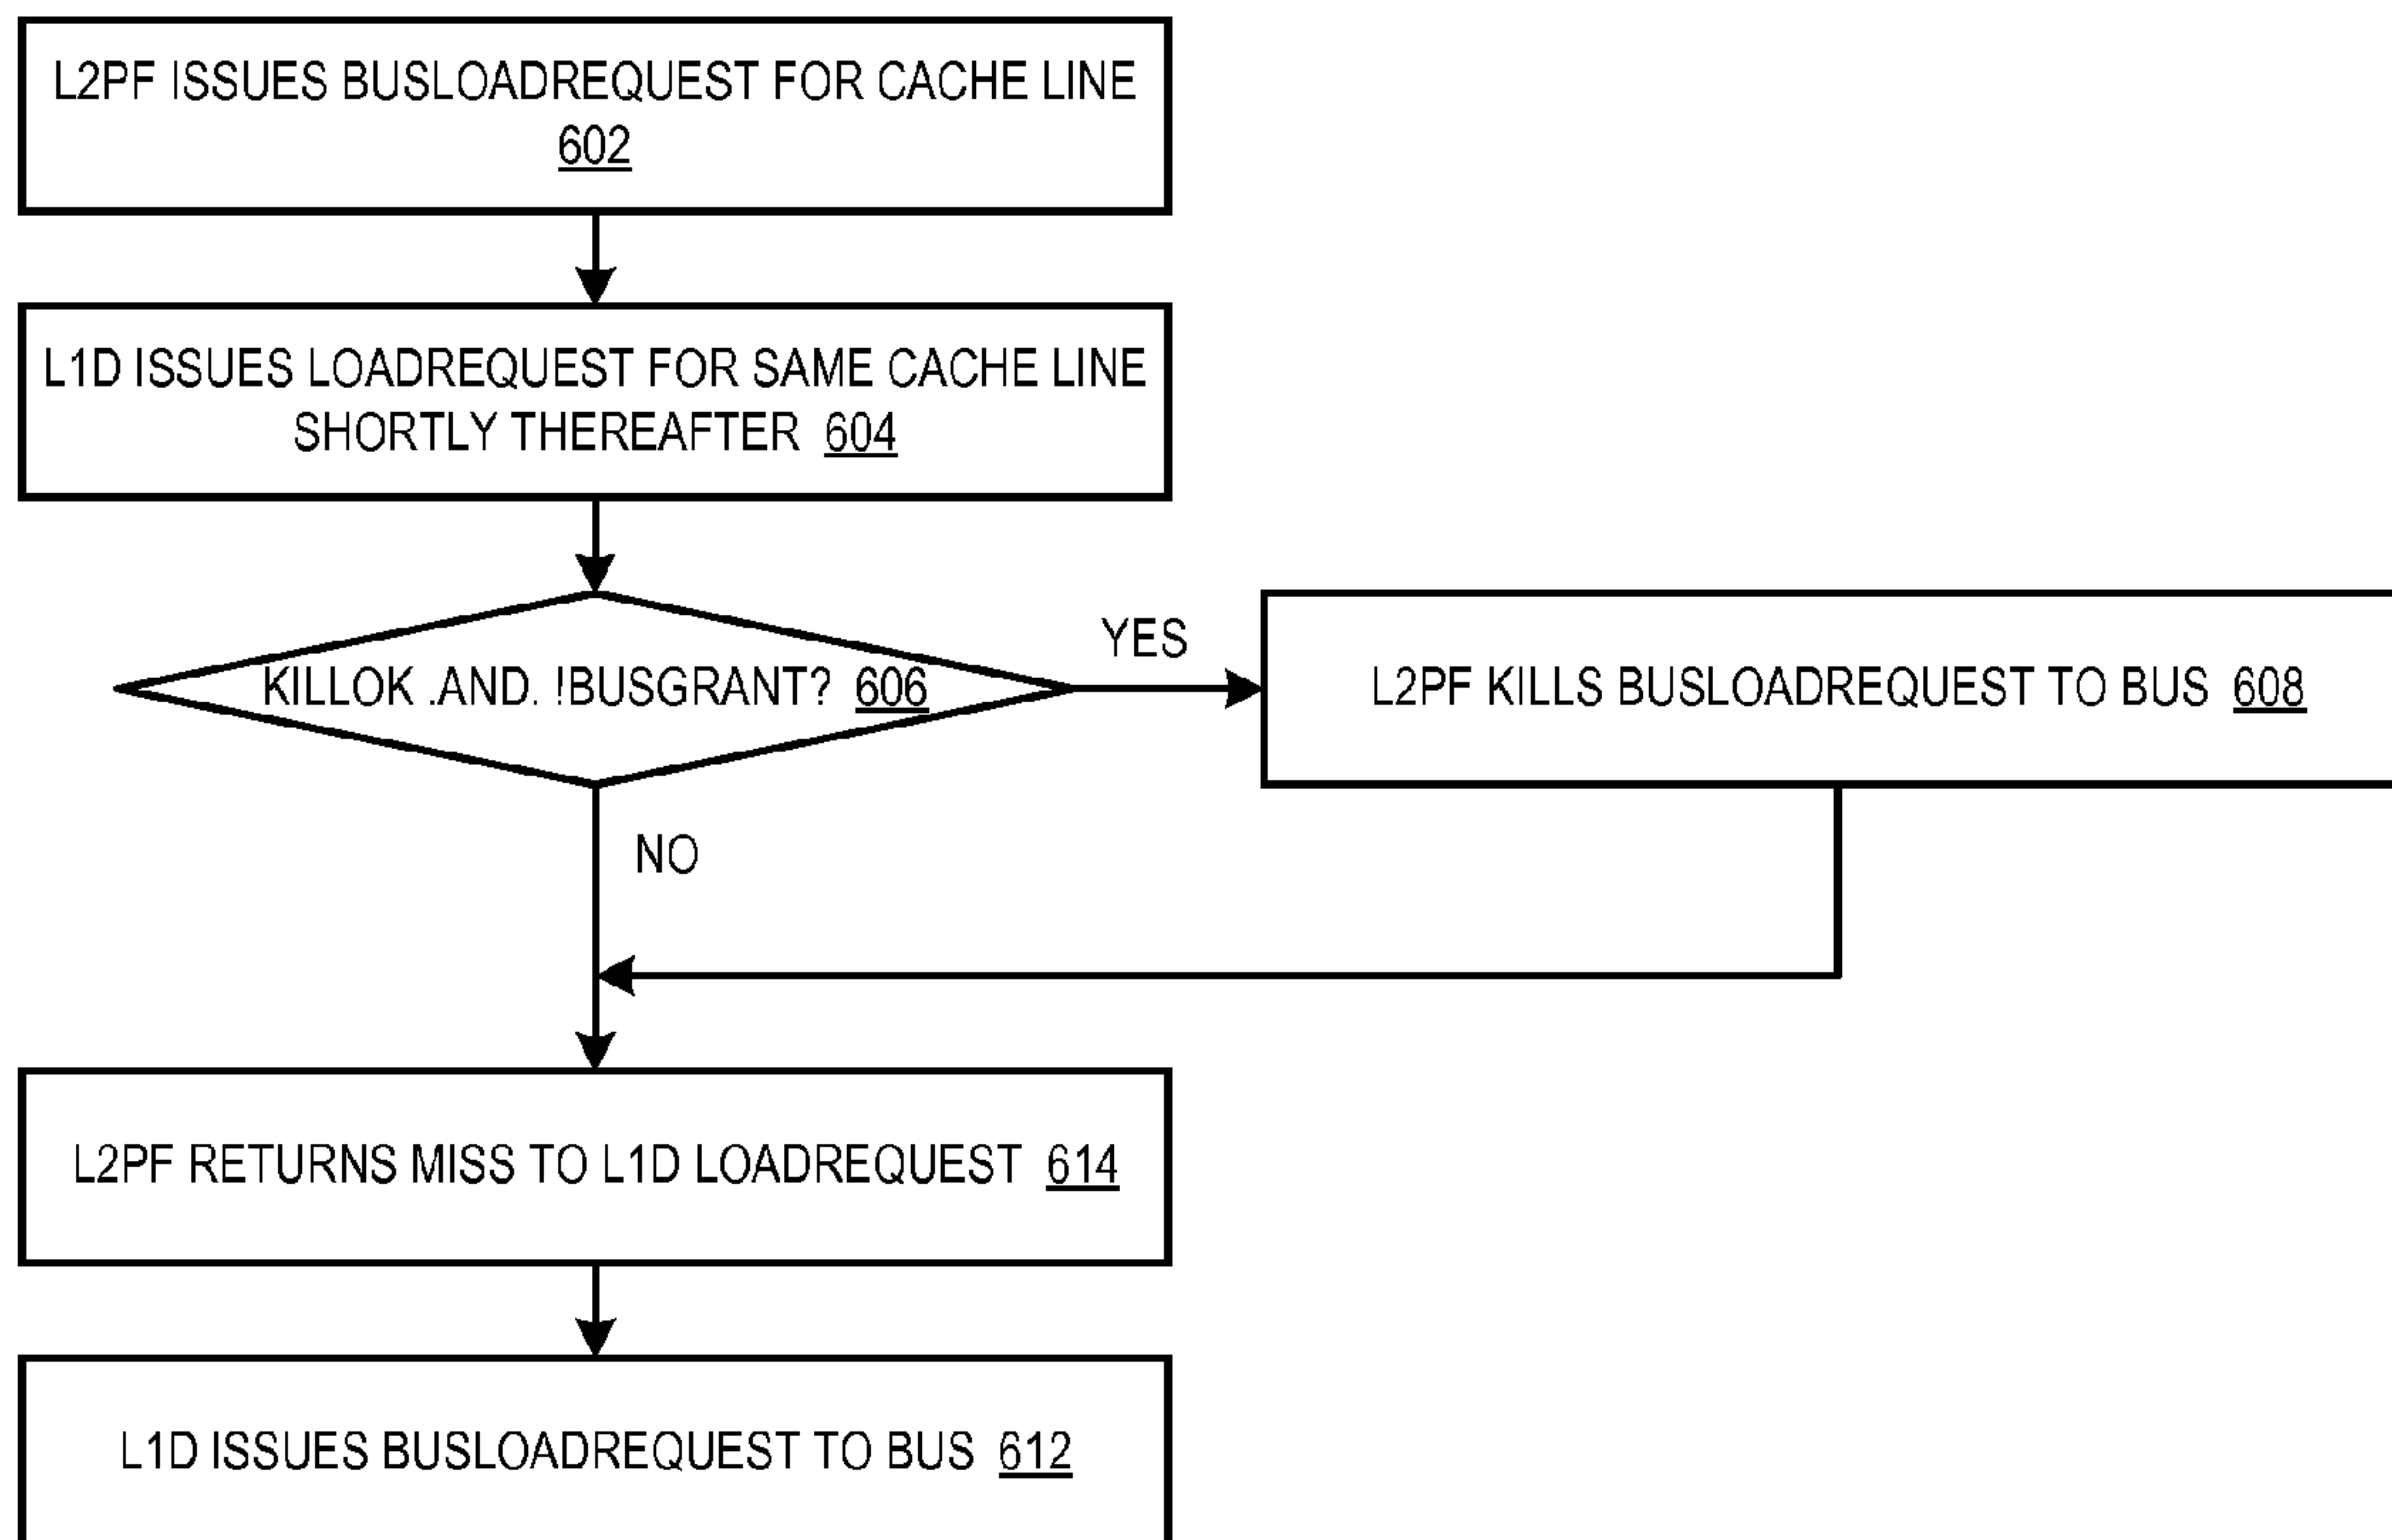 L2PF ISSUES BUSLOADREQUEST FOR CACHE LINE
602
L1D ISSUES LOADREQUEST FOR SAME CACHE LINE
SHORTLY THEREAFTER 604
KILLOK .AND. !BUSGRANT? 606
YES
L2PF KILLS BUSLOADREQUEST TO BUS 608
NO
L2PF RETURNS MISS TO L1D LOADREQUEST 614
L1D ISSUES BUSLOADREQUEST TO BUS 612